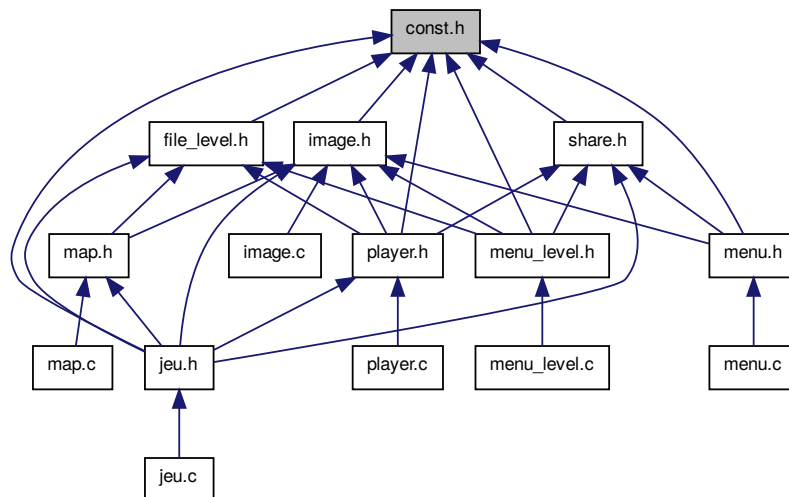 const.h
file_level.h
image.h
share.h
map.h
image.c
player.h
menu_level.h
menu.h
map.c
jeu.h
player.c
menu_level.c
menu.c
jeu.c